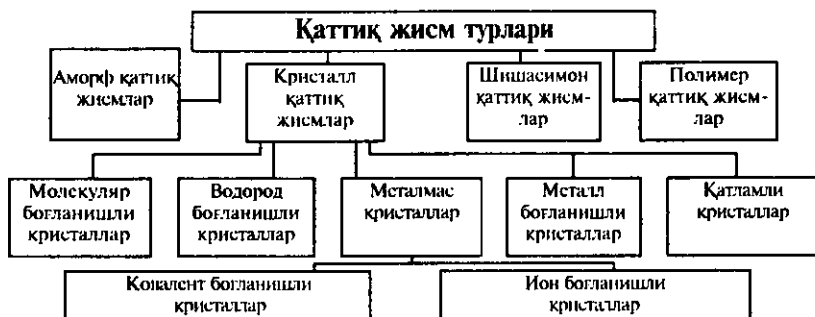 Қаттиқ жисм турлари
Аморф қаттиқ
жисмлар
Кристалл
қаттиқ
жисмлар
Шишасимон
қаттиқ жисм-
лар
Полимер
қаттиқ жисм-
лар
Молекуляр
боғланишли
кристаллар
Водород
боғланишли
кристаллар
Металмас
кристаллар
Металл
боғланишли
кристаллар
Қатламли
кристаллар
Ковалент боғланишли
кристаллар
Ион боғланишли
кристаллар